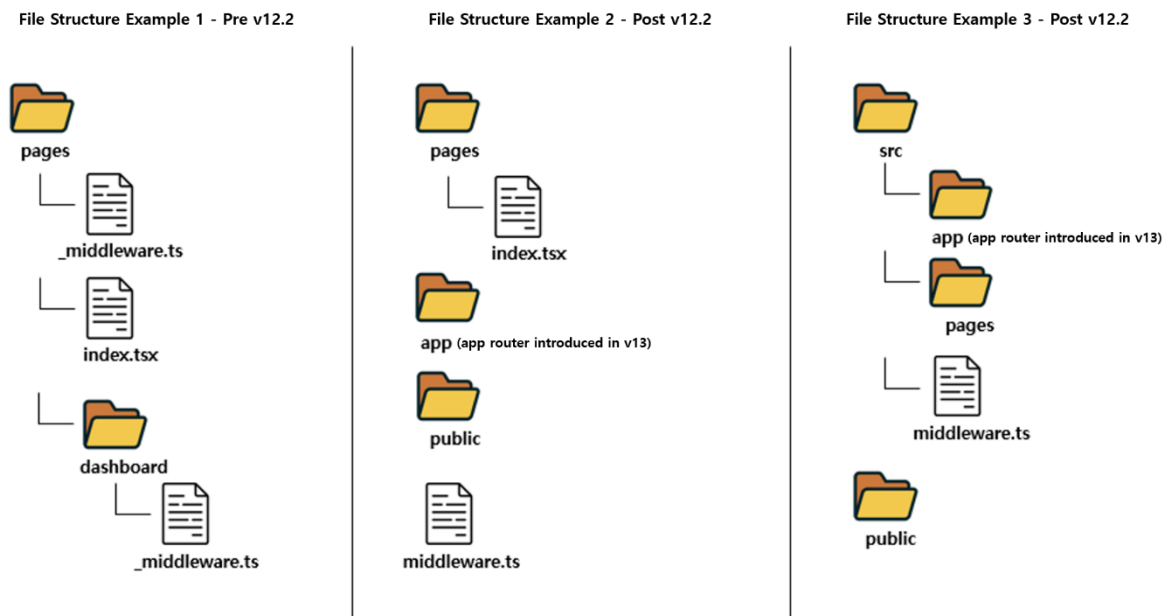 File Structure Example 1 - Pre v12.2
pages
_middleware.ts
index.tsx
dashboard
_middleware.ts
File Structure Example 2 - Post v12.2
pages
index.tsx
app (app router introduced in v13)
public
middleware.ts
File Structure Example 3 - Post v12.2
src
app (app router introduced in v13)
pages
middleware.ts
public